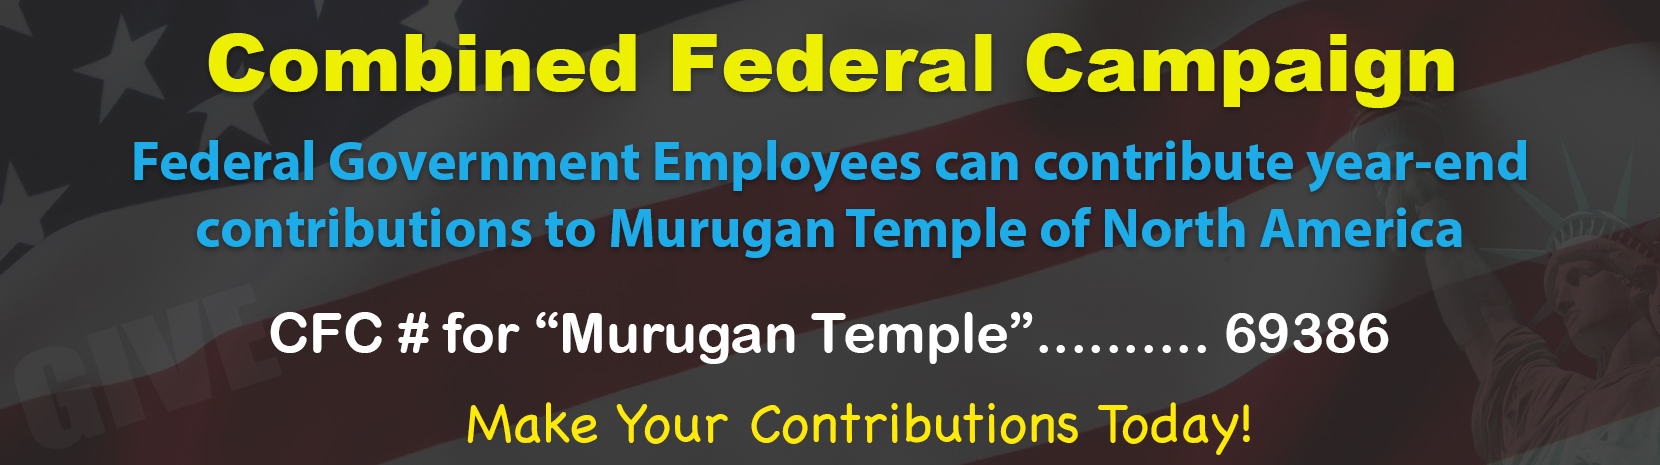 Combined Federal Campaign
Federal Government Employees can contribute year-end
contributions to Murugan Temple of North America
CFC # for “Murugan Temple”.......... 69386
GIVE
Make Your Contributions Today!